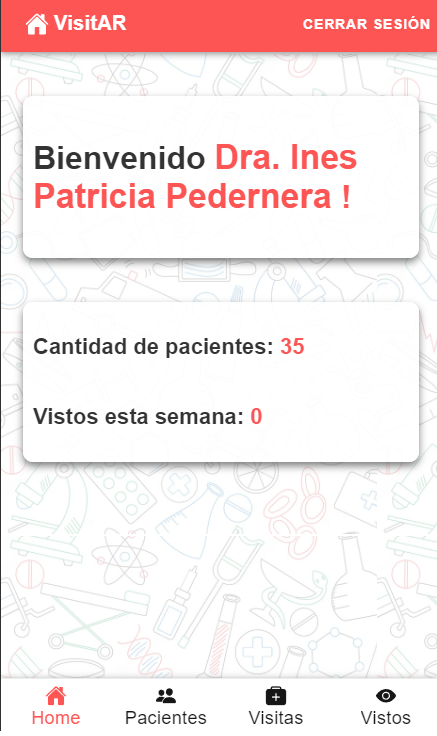 VisitAR CERRAR SESIÓN
Bienvenido Dra. Ines
Patricia Pedernera !
Cantidad de pacientes: 35
Vistos esta semana: 0
Home Pacientes Visitas Vistos